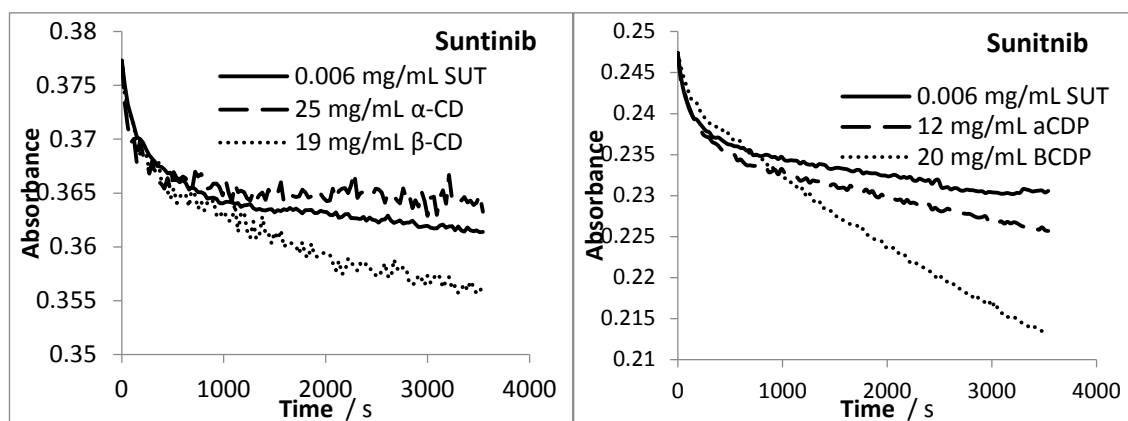 Suntinib
0.006 mg/mL SUT
25 mg/mL α-CD
19 mg/mL β-CD
Absorbance
0.38
0.375
0.37
0.365
0.36
0.355
0.35
0 1000 2000 3000 4000
Time / s
Sunitnib
0.006 mg/mL SUT
12 mg/mL aCDP
20 mg/mL BCDP
Absorbance
0.25
0.245
0.24
0.235
0.23
0.225
0.22
0.215
0.21
0 1000 2000 3000 4000
Time / s